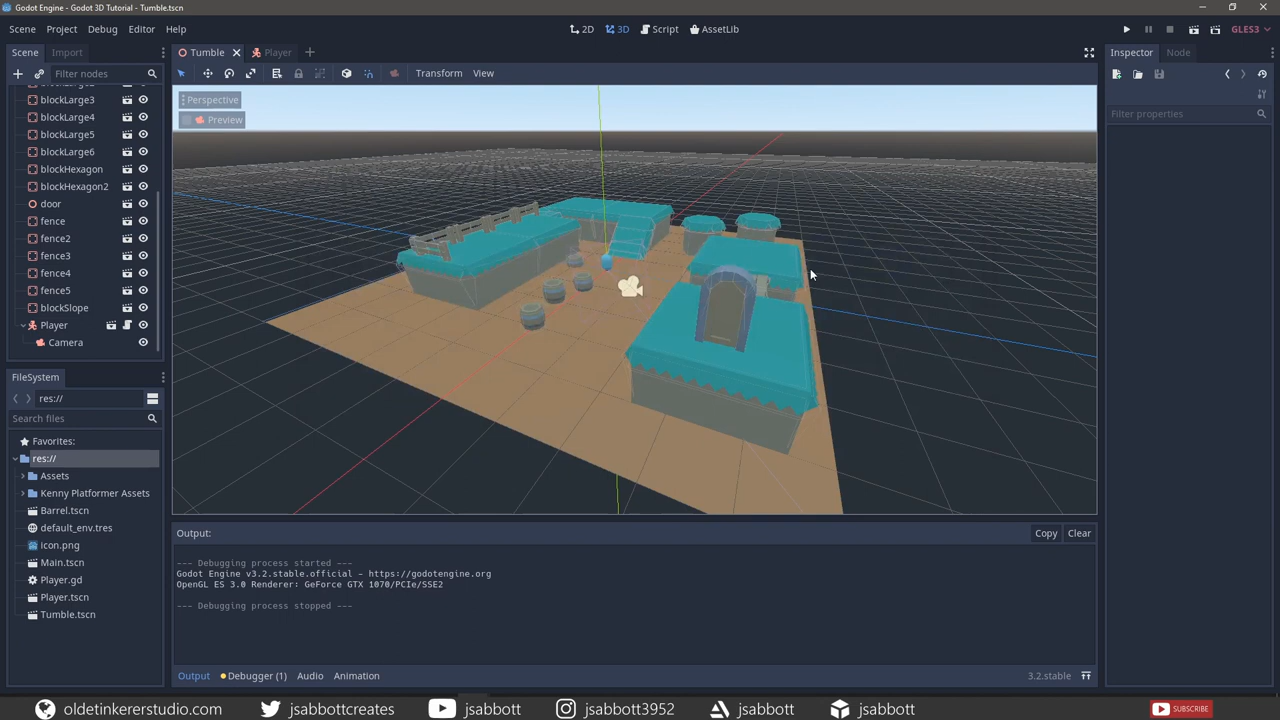 Godot Engine - Godot 3D Tutorial - Tumble.tscn
Scene Project Debug Editor Help
2D 3D Script AssetLib
GLES3
Scene Import
Tumble Player
Inspector Node
Filter nodes
Transform View
Filter properties
Perspective
Preview
blockLarge3
blockLarge4
blockLarge5
blockLarge6
blockHexagon
blockHexagon2
door
fence
fence2
fence3
fence4
fence5
blockSlope
Player
Camera
FileSystem
res://
Search files
Favorites:
res://
Assets
Kenny Platformer Assets
Barrel.tscn
default_env.tres
icon.png
Main.tscn
Player.gd
Player.tscn
Tumble.tscn
Output:
Copy Clear
--- Debugging process started ---
Godot Engine v3.2.stable.official - https://godotengine.org
OpenGL ES 3.0 Renderer: GeForce GTX 1070/PCIe/SSE2
--- Debugging process stopped ---
Output Debugger (1) Audio Animation
3.2.stable
oldetinkererstudio.com jsabbottcreates jsabbott jsabbott3952 jsabbott jsabbott SUBSCRIBE